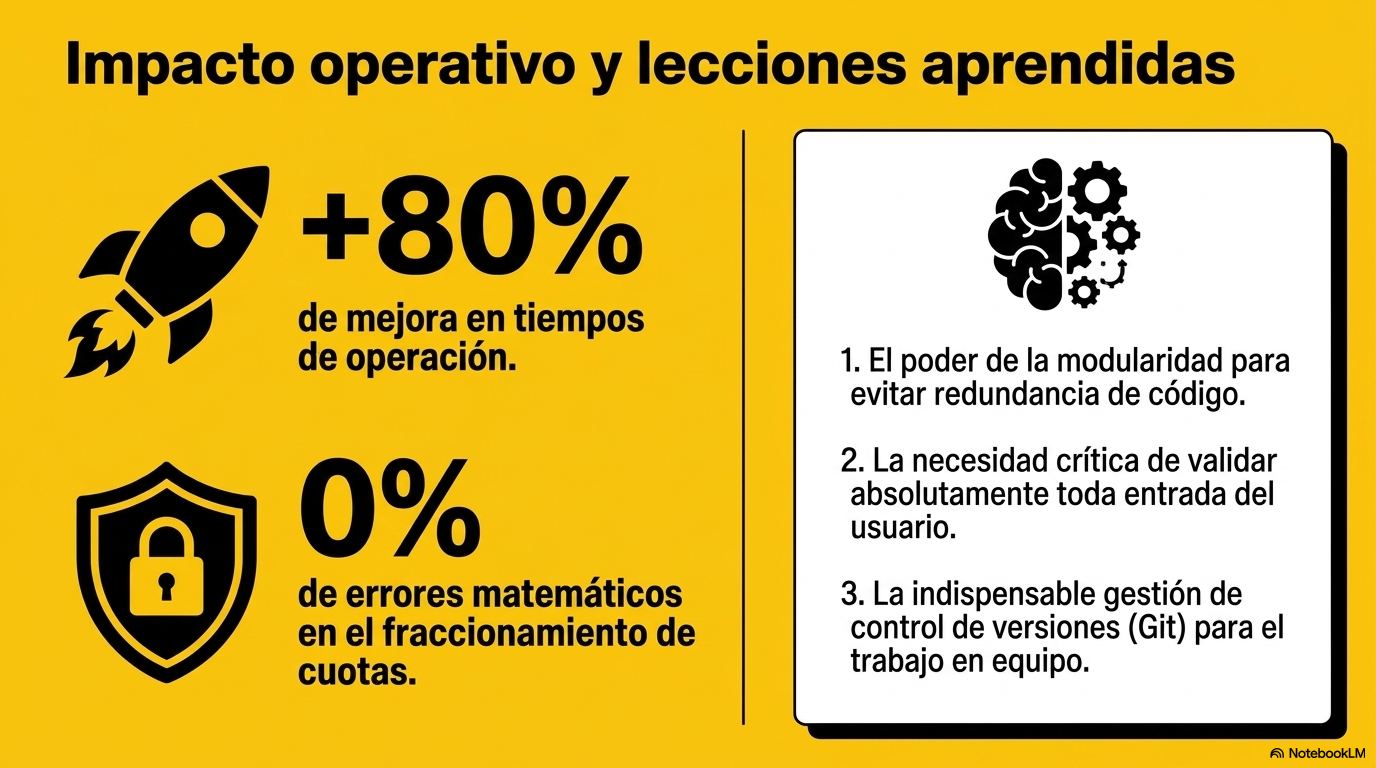 Impacto operativo y lecciones aprendidas
+80%
de mejora en tiempos
de operación.
0%
de errores matemáticos
en el fraccionamiento de
cuotas.
1. El poder de la modularidad para
evitar redundancia de código.
2. La necesidad crítica de validar
absolutamente toda entrada del
usuario.
3. La indispensable gestión de
control de versiones (Git) para el
trabajo en equipo.
NotebookLM